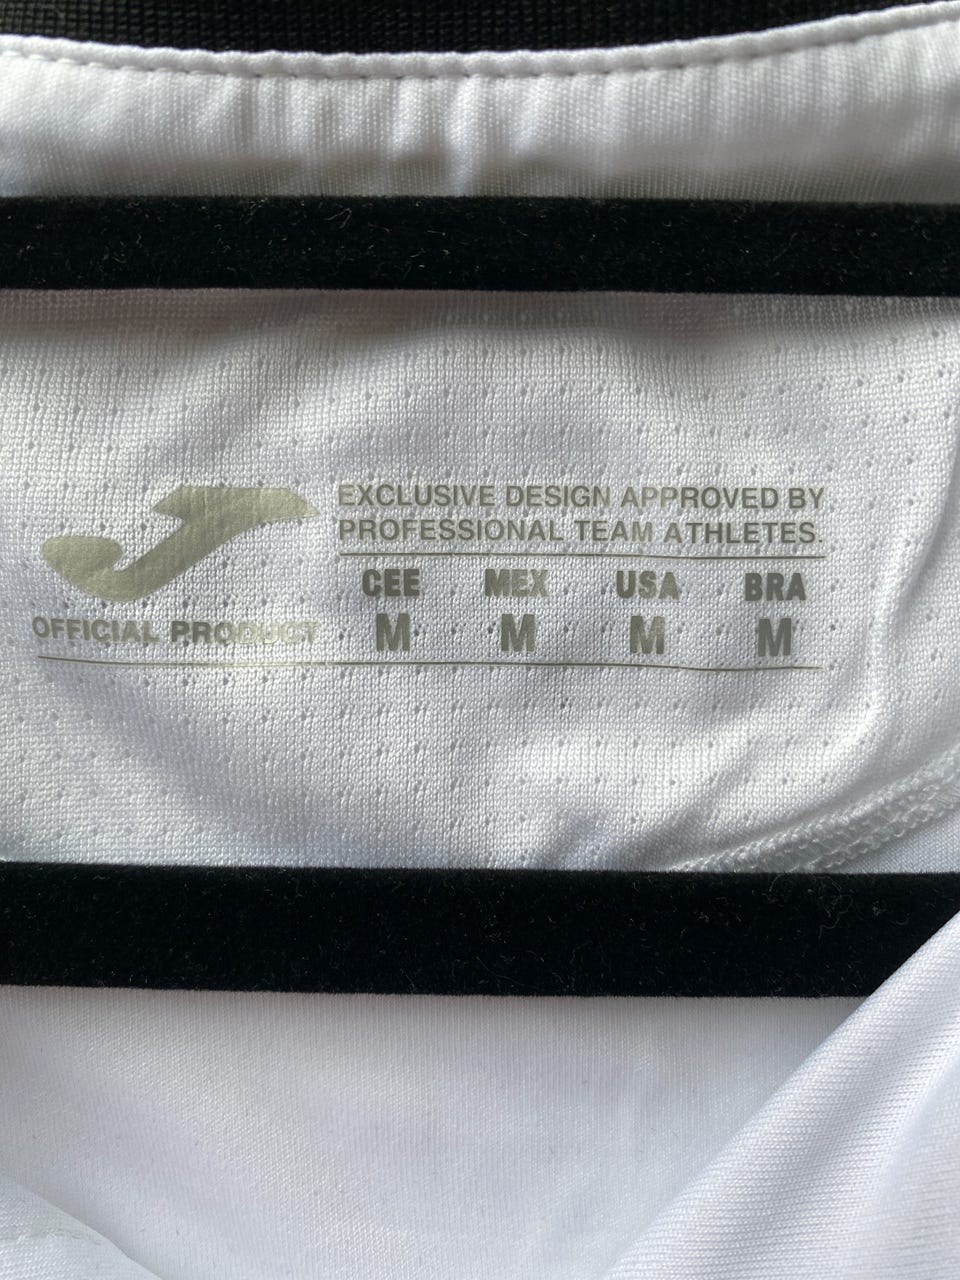 EXCLUSIVE DESIGN APPROVED BY
PROFESSIONAL TEAM ATHLETES.
CEE MEX USA BRA
M M M M
OFFICIAL PRODUCT